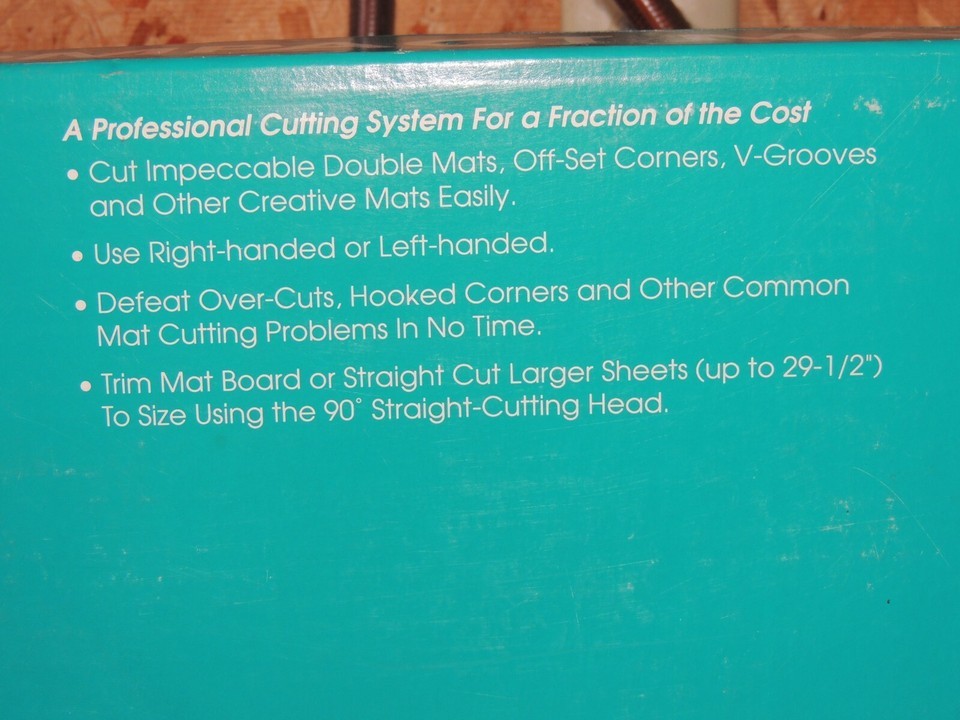 A Professional Cutting System For a Fraction of the Cost
• Cut Impeccable Double Mats, Off-Set Corners, V-Grooves
and Other Creative Mats Easily.
• Use Right-handed or Left-handed.
• Defeat Over-Cuts, Hooked Corners and Other Common
Mat Cutting Problems In No Time.
• Trim Mat Board or Straight Cut Larger Sheets (up to 29-1/2")
To Size Using the 90° Straight-Cutting Head.